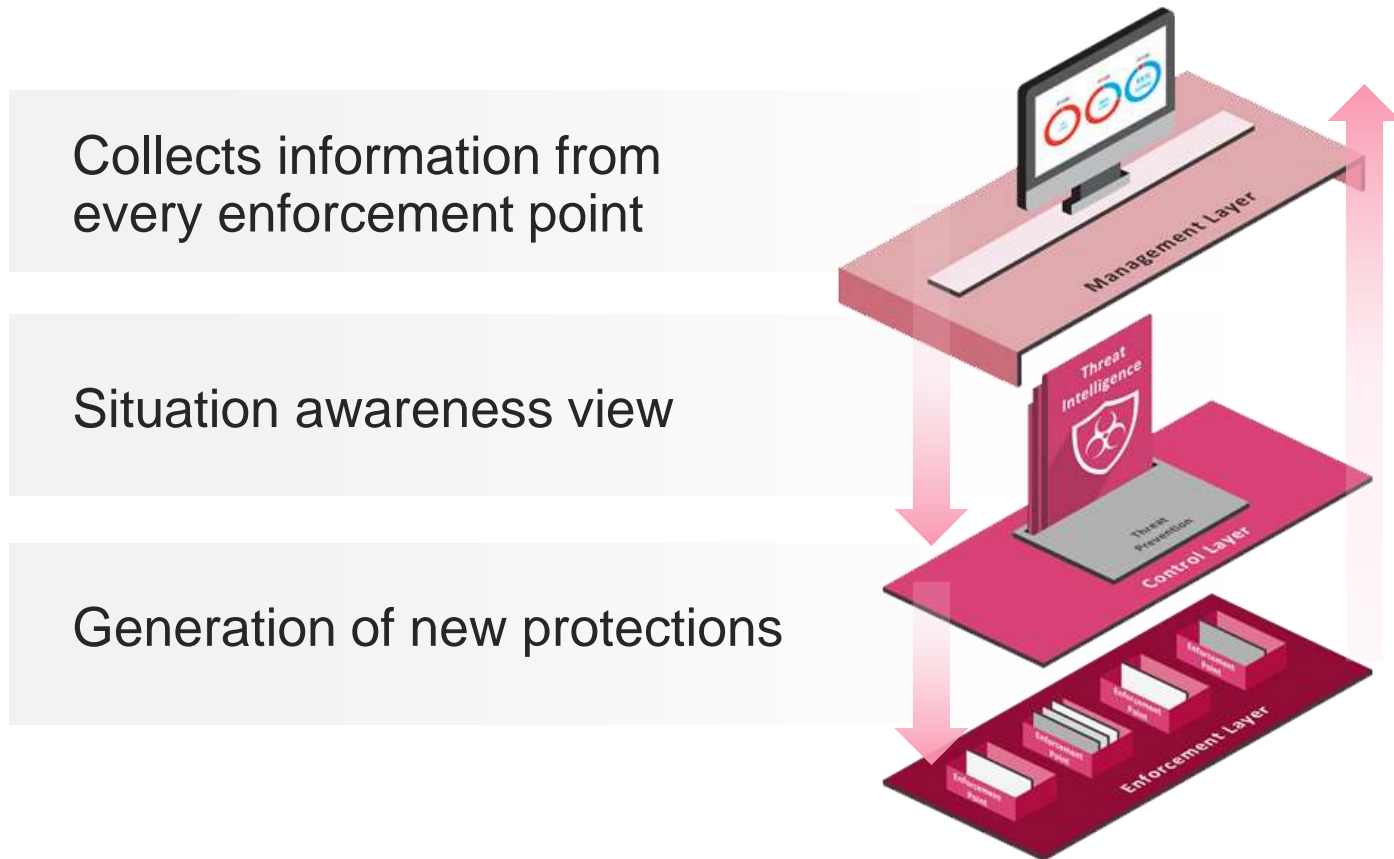 Collects information from
every enforcement point
Situation awareness view
Generation of new protections
Management Layer
Threat
Intelligence
Threat
Prevention
Control Layer
Enforcement
Point
Enforcement
Point
Enforcement
Point
Enforcement
Point
Enforcement Layer